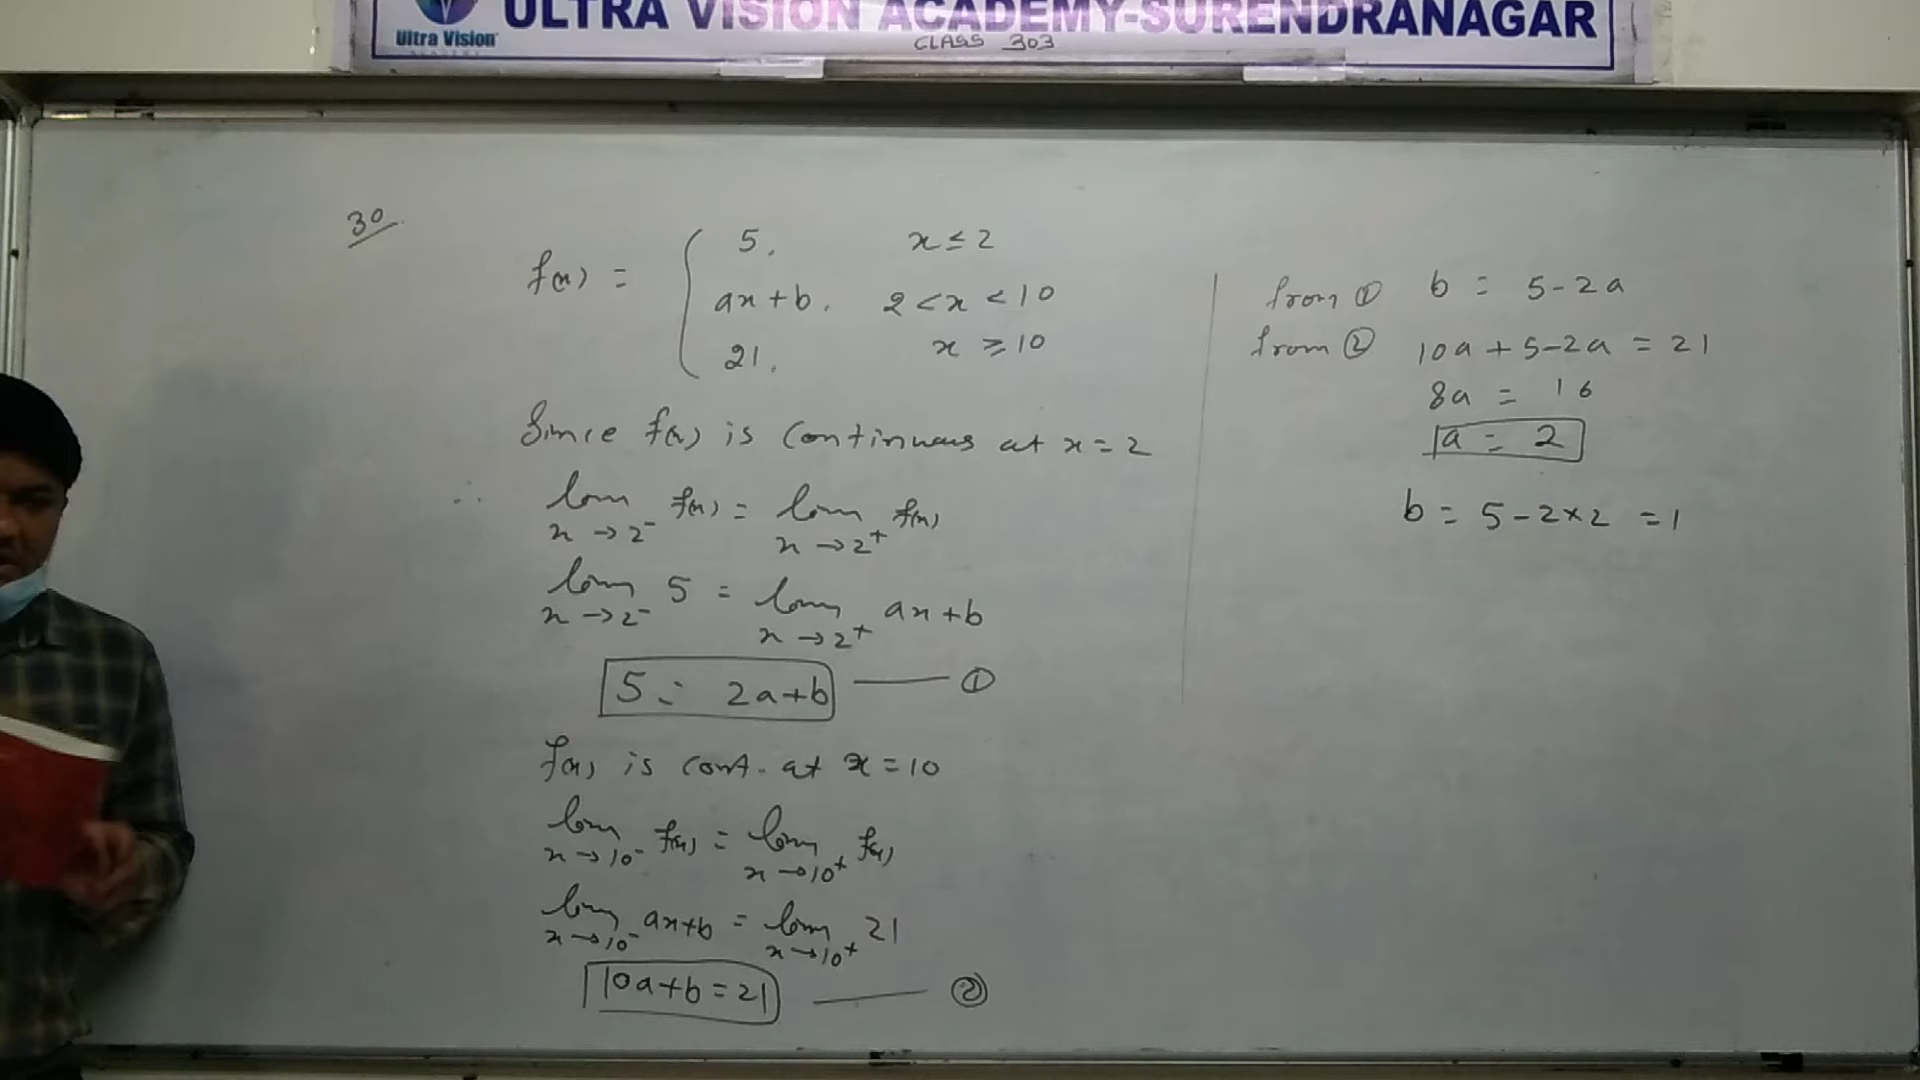 ULTRA VISION ACADEMY-SURENDRANAGAR
Ultra Vision
CLASS 303
30.
f(x) = { 5, x ≤ 2
ax+b, 2 < x < 10
21, x ≥ 10
Since f(x) is continuous at x = 2
∴ lim x→2⁻ f(x) = lim x→2⁺ f(x)
lim x→2⁻ 5 = lim x→2⁺ ax+b
5 = 2a+b —— ①
f(x) is cont. at x = 10
lim x→10⁻ f(x) = lim x→10⁺ f(x)
lim x→10⁻ ax+b = lim x→10⁺ 21
10a+b = 21 —— ②
from ① b = 5-2a
from ② 10a + 5-2a = 21
8a = 16
a = 2
b = 5-2×2 = 1